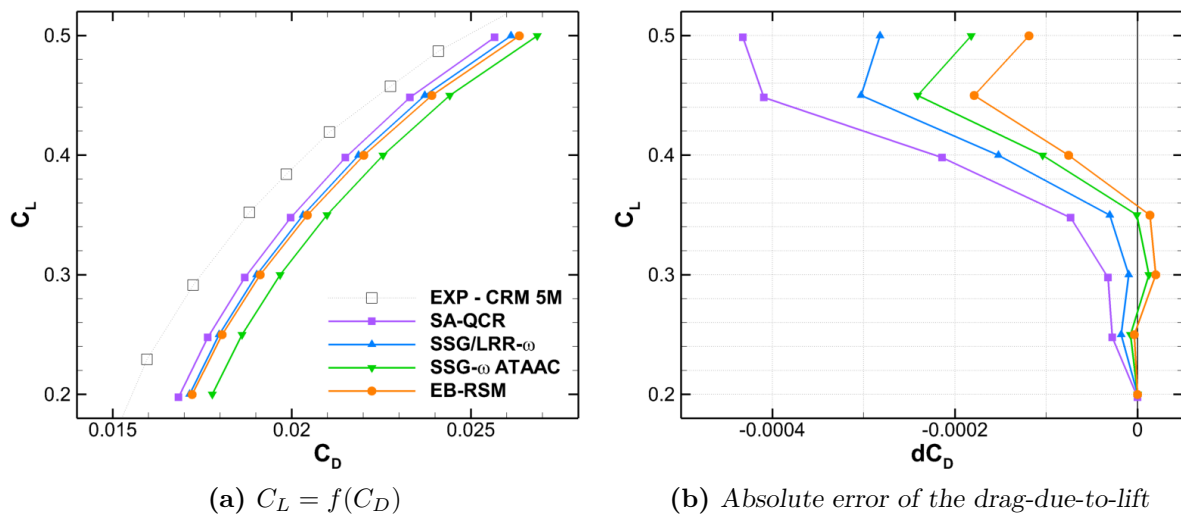 0.5
0.4
0.3
0.2
C_L
0.015
0.02
0.025
C_D
EXP - CRM 5M
SA-QCR
SSG/LRR-ω
SSG-ω ATAAC
EB-RSM
(a) C_L = f(C_D)
0.5
0.4
0.3
0.2
C_L
-0.0004
-0.0002
0
dC_D
(b) Absolute error of the drag-due-to-lift